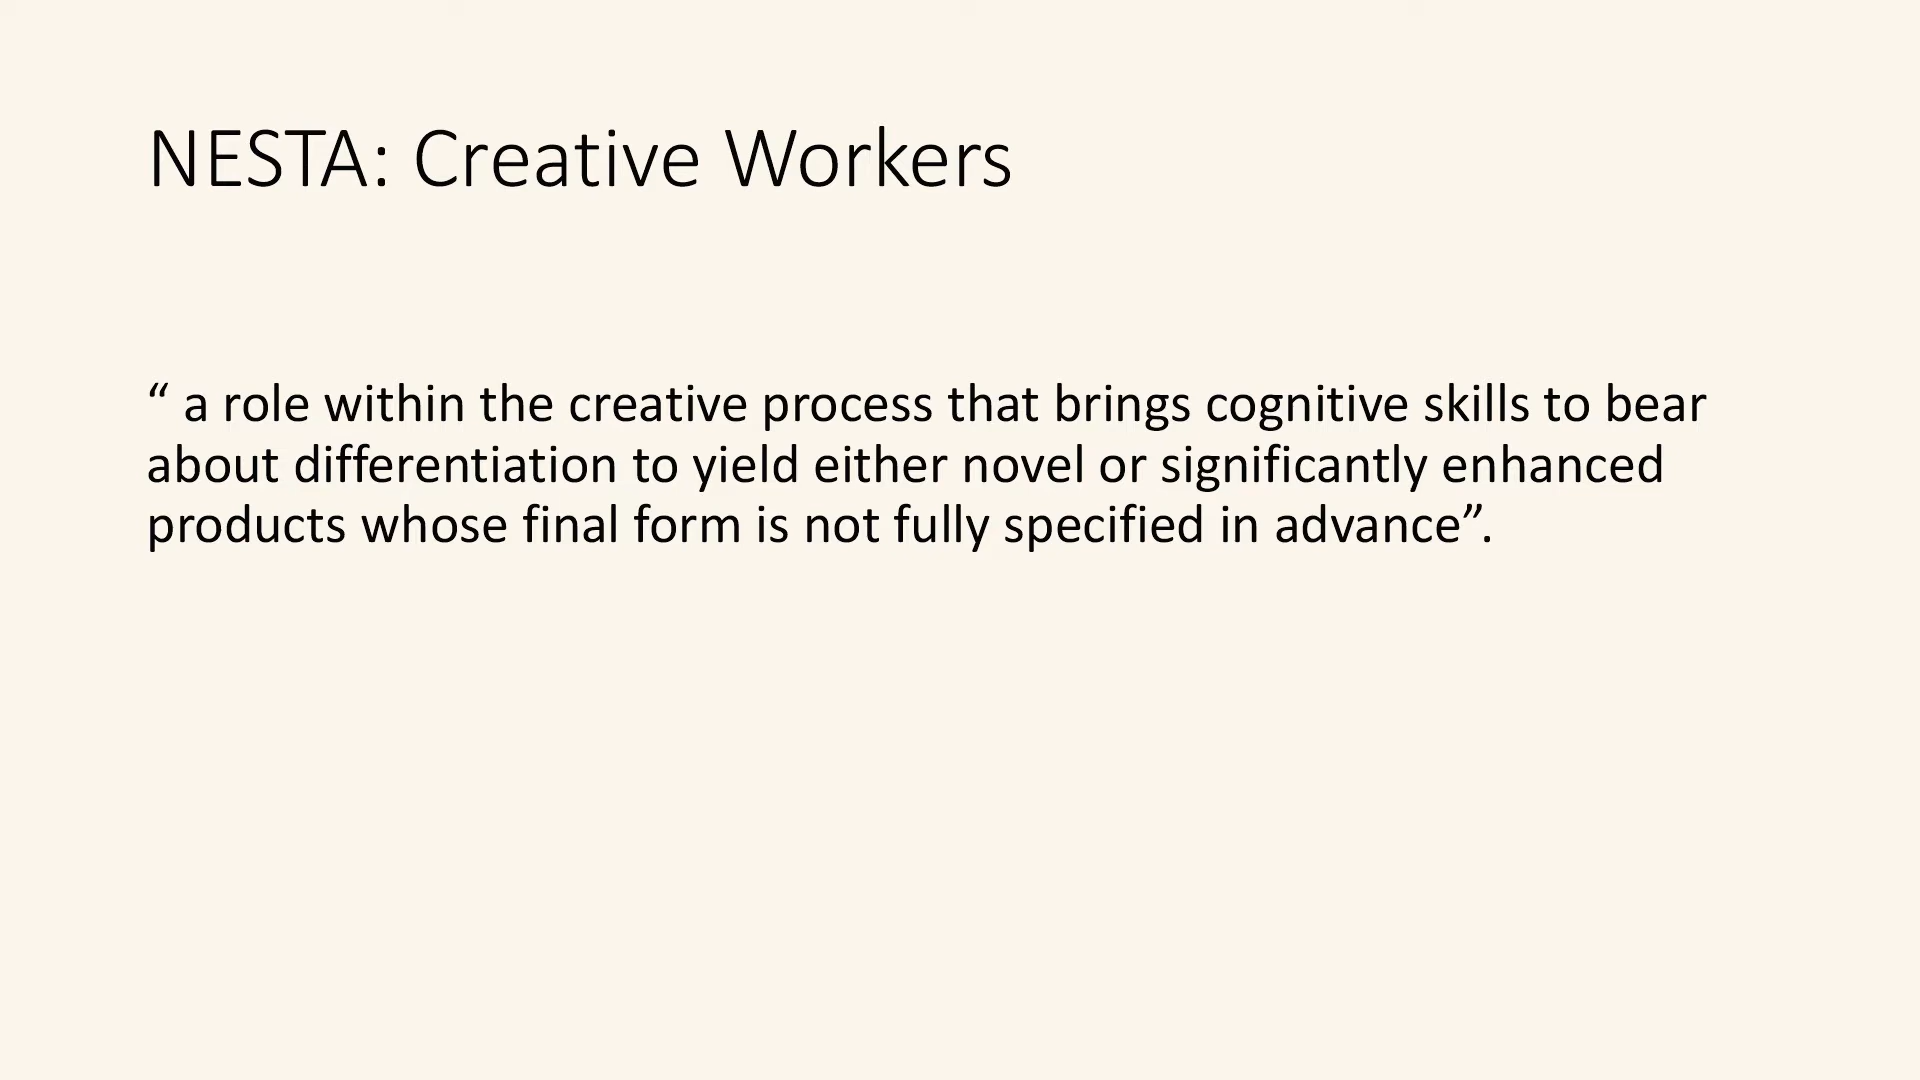 NESTA: Creative Workers
“ a role within the creative process that brings cognitive skills to bear
about differentiation to yield either novel or significantly enhanced
products whose final form is not fully specified in advance”.